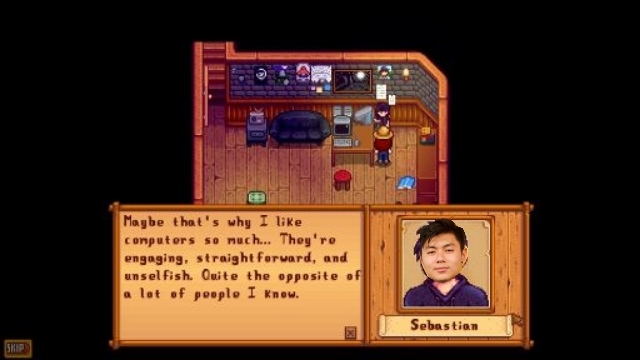 Maybe that's why I like
computers so much... They're
engaging, straightforward, and
unselfish. Quite the opposite of
a lot of people I know.
Sebastian
SKIP